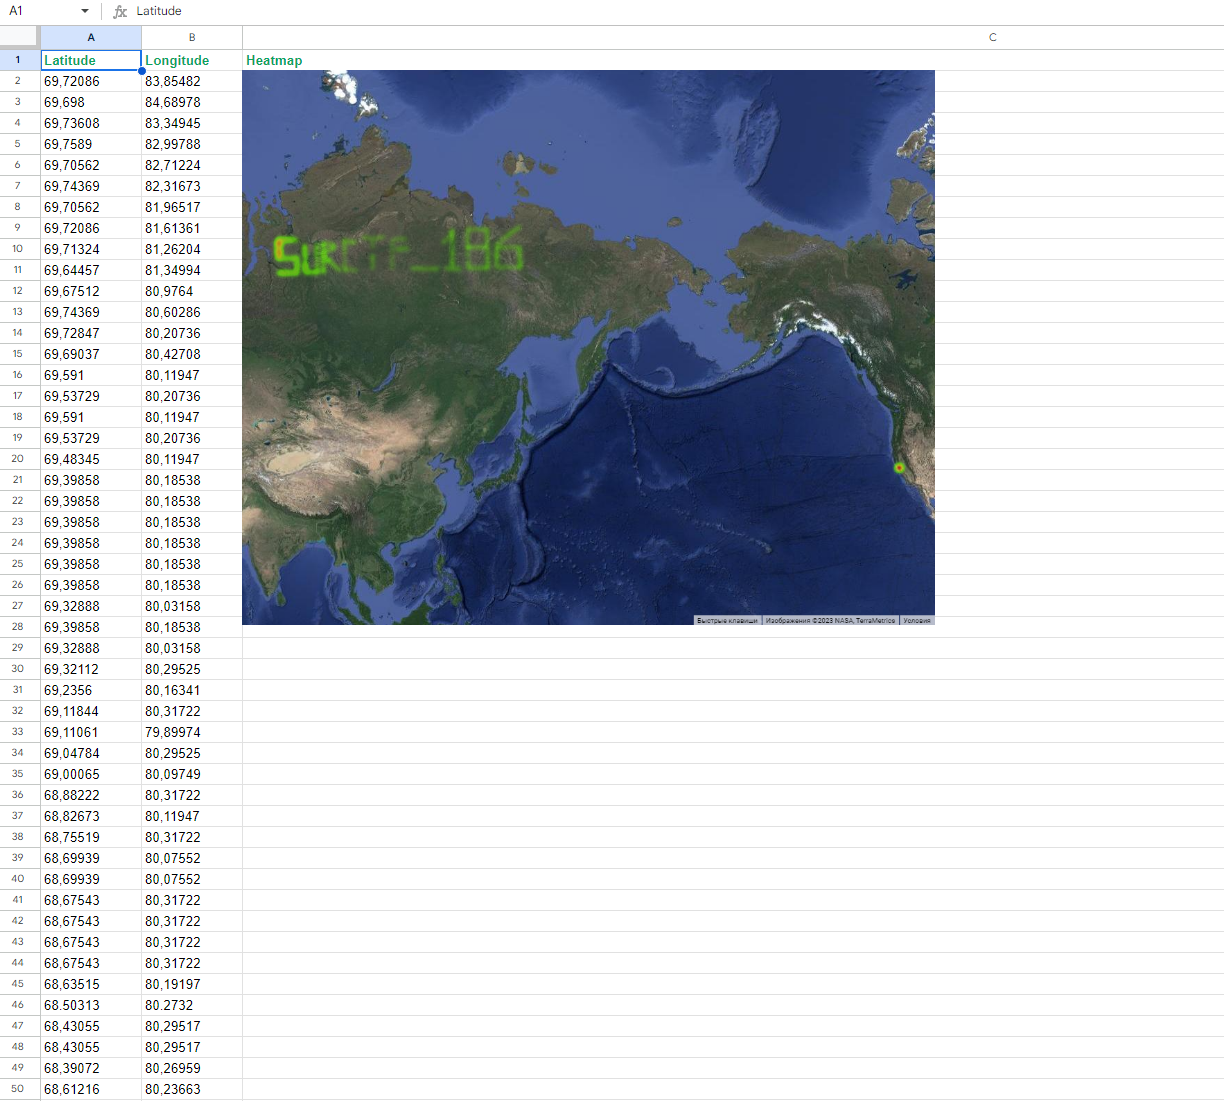 A1 fx Latitude
A B C
1 Latitude Longitude Heatmap
2 69,72086 83,85482
3 69,698 84,68978
4 69,73608 83,34945
5 69,7589 82,99788
6 69,70562 82,71224
7 69,74369 82,31673
8 69,70562 81,96517
9 69,72086 81,61361
10 69,71324 81,26204
11 69,64457 81,34994
12 69,67512 80,9764
13 69,74369 80,60286
14 69,72847 80,20736
15 69,69037 80,42708
16 69,591 80,11947
17 69,53729 80,20736
18 69,591 80,11947
19 69,53729 80,20736
20 69,48345 80,11947
21 69,39858 80,18538
22 69,39858 80,18538
23 69,39858 80,18538
24 69,39858 80,18538
25 69,39858 80,18538
26 69,39858 80,18538
27 69,32888 80,03158
28 69,39858 80,18538
29 69,32888 80,03158
30 69,32112 80,29525
31 69,2356 80,16341
32 69,11844 80,31722
33 69,11061 79,89974
34 69,04784 80,29525
35 69,00065 80,09749
36 68,88222 80,31722
37 68,82673 80,11947
38 68,75519 80,31722
39 68,69939 80,07552
40 68,69939 80,07552
41 68,67543 80,31722
42 68,67543 80,31722
43 68,67543 80,31722
44 68,67543 80,31722
45 68,63515 80,19197
46 68.50313 80.2732
47 68,43055 80,29517
48 68,43055 80,29517
49 68,39072 80,26959
50 68,61216 80,23663
SurCTF_186
Быстрые клавиши Изображения ©2023 NASA, TerraMetrics Условия